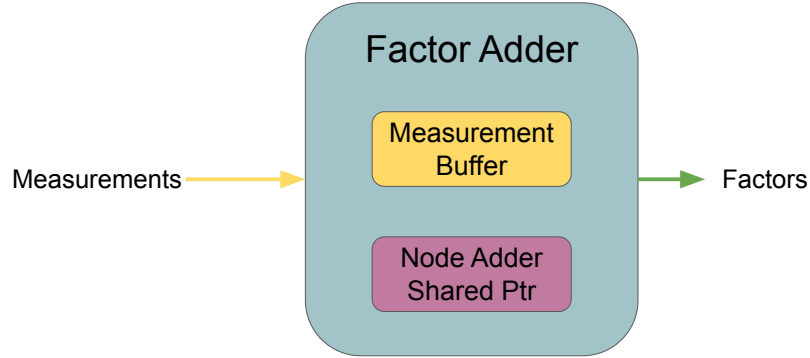 Factor Adder
Measurement
Buffer
Measurements
Factors
Node Adder
Shared Ptr